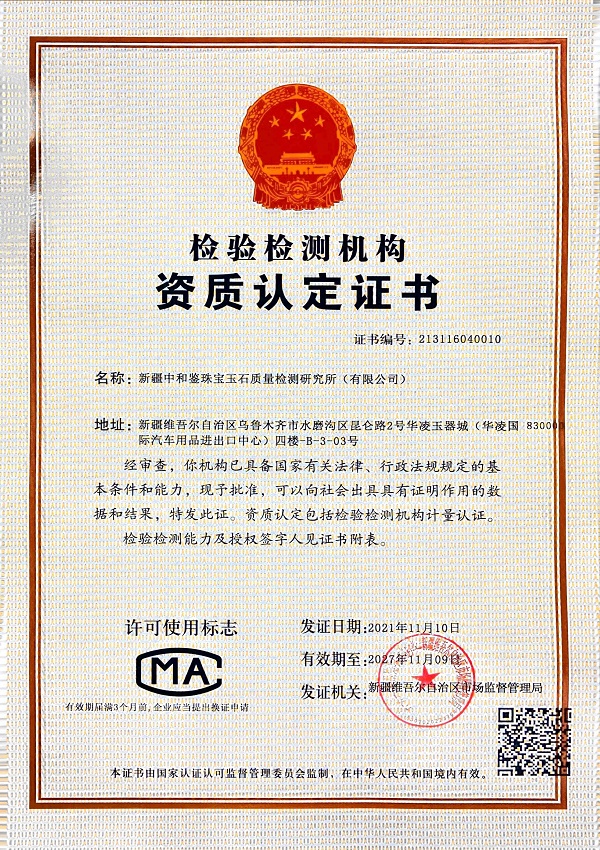 检验检测机构
资质认定证书
证书编号：213116040010
名称：新疆中和鉴珠宝玉石质量检测研究所（有限公司）
地址：新疆维吾尔自治区乌鲁木齐市水磨沟区昆仑路2号华凌玉器城（华凌国 830003
际汽车用品进出口中心）四楼-B-3-03号
经审查，你机构已具备国家有关法律、行政法规规定的基
本条件和能力，现予批准，可以向社会出具具有证明作用的数
据和结果，特发此证。资质认定包括检验检测机构计量认证。
检验检测能力及授权签字人见证书附表。
许可使用标志
MA
有效期届满3个月前，企业应当提出换证申请
发证日期：2021年11月10日
有效期至：2027年11月09日
发证机关：新疆维吾尔自治区市场监督管理局
本证书由国家认证认可监督管理委员会监制，在中华人民共和国境内有效。